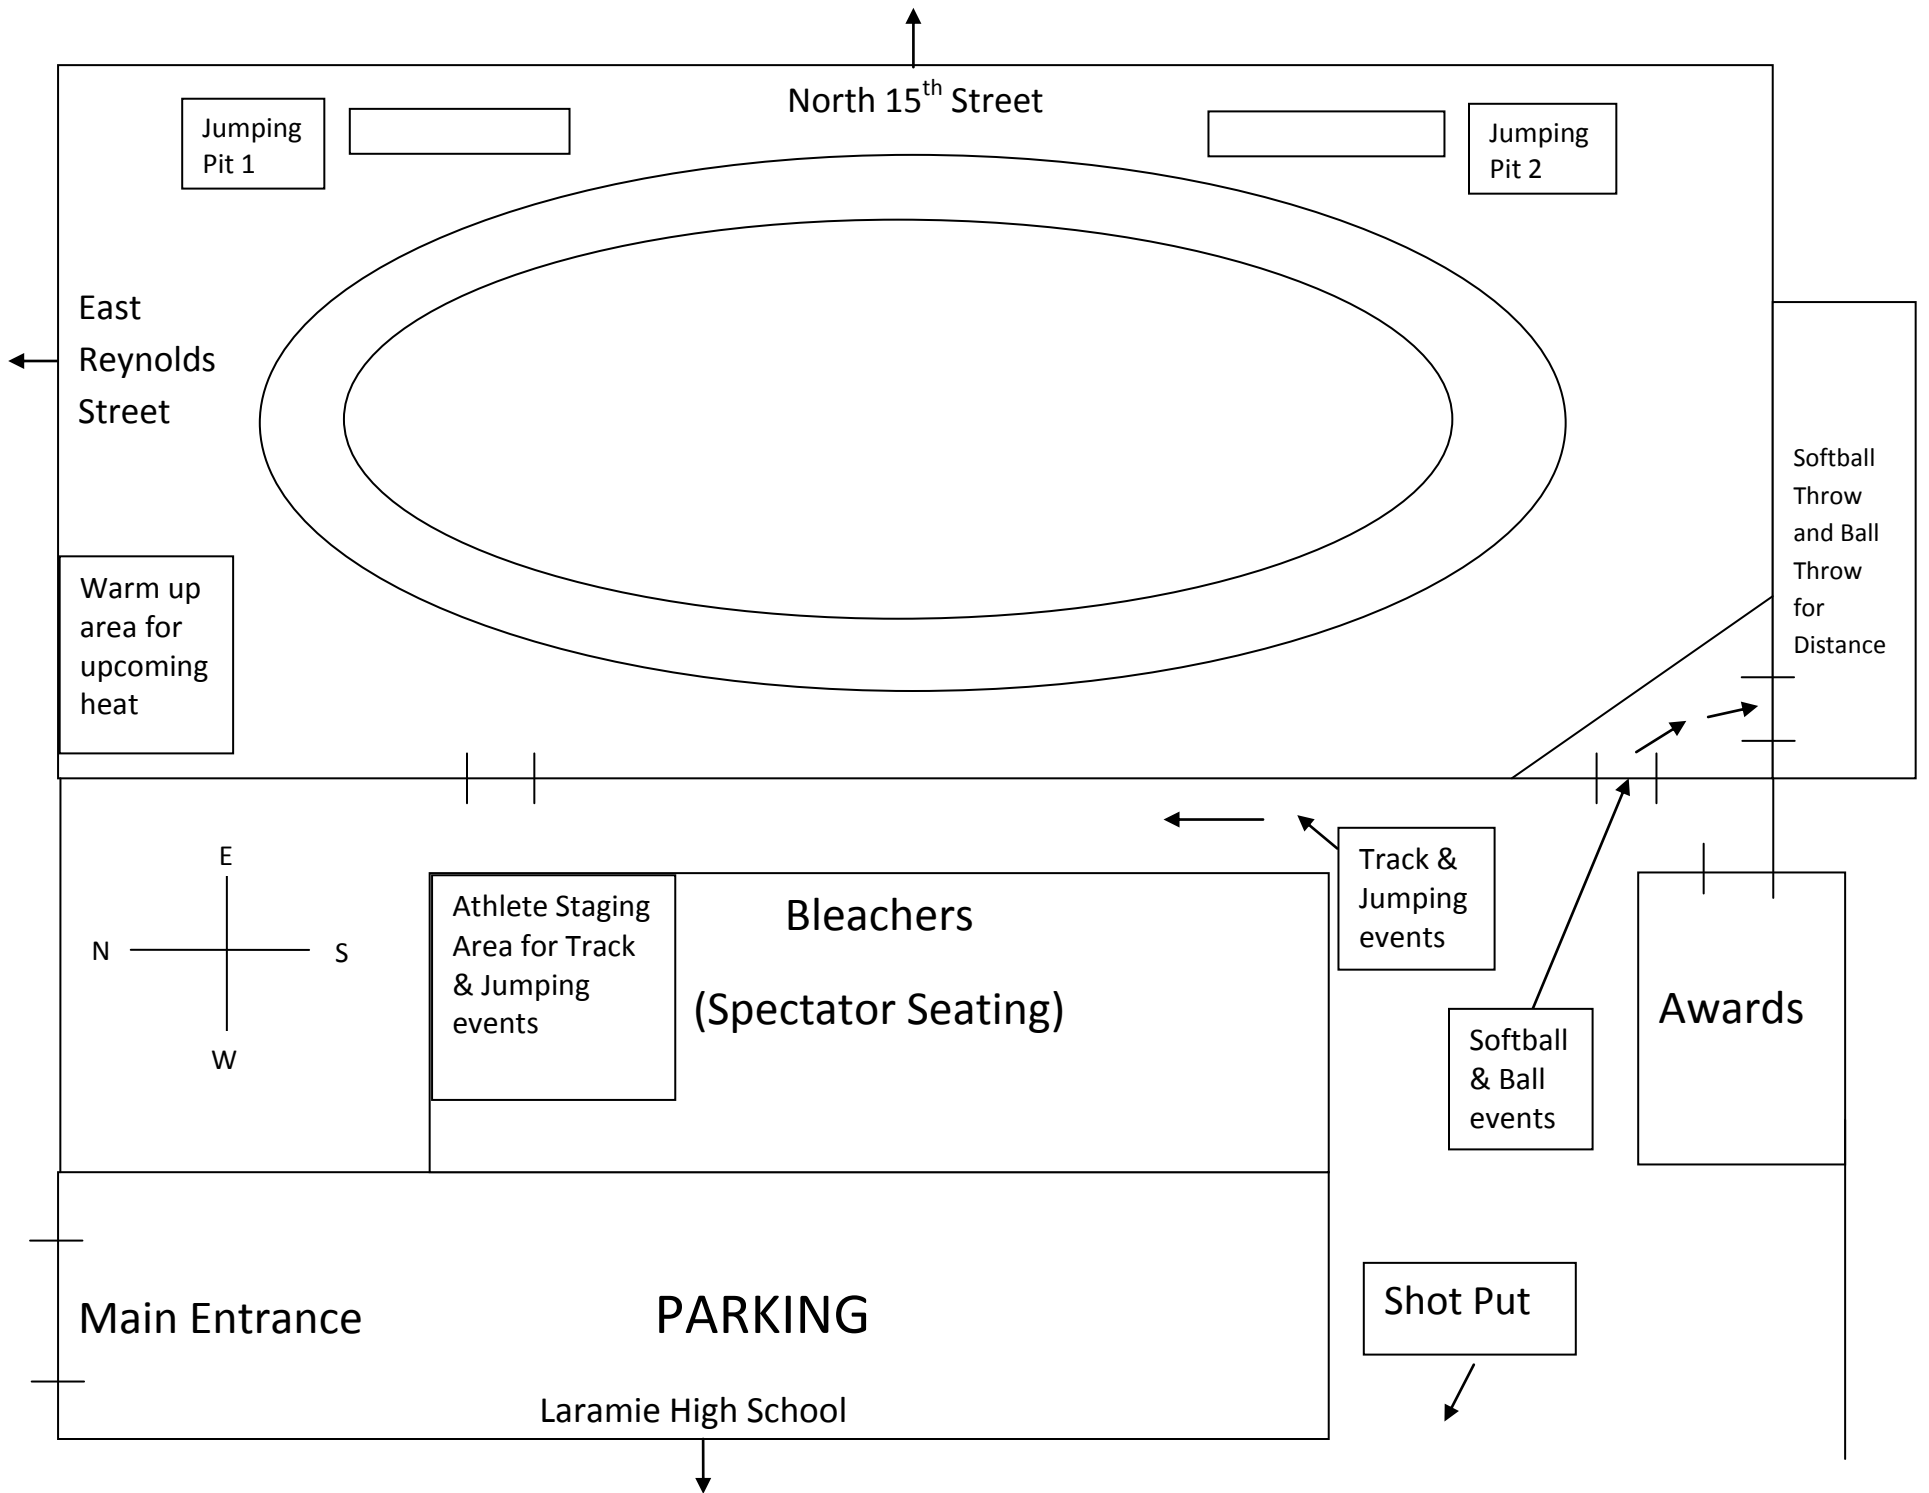 North 15th Street
Jumping
Pit 1
Jumping
Pit 2
East
Reynolds
Street
Softball
Throw
and Ball
Throw
for
Distance
Warm up
area for
upcoming
heat
E
N
S
W
Athlete Staging
Area for Track
& Jumping
events
Bleachers
(Spectator Seating)
Track &
Jumping
events
Softball
& Ball
events
Awards
Main Entrance
PARKING
Shot Put
Laramie High School